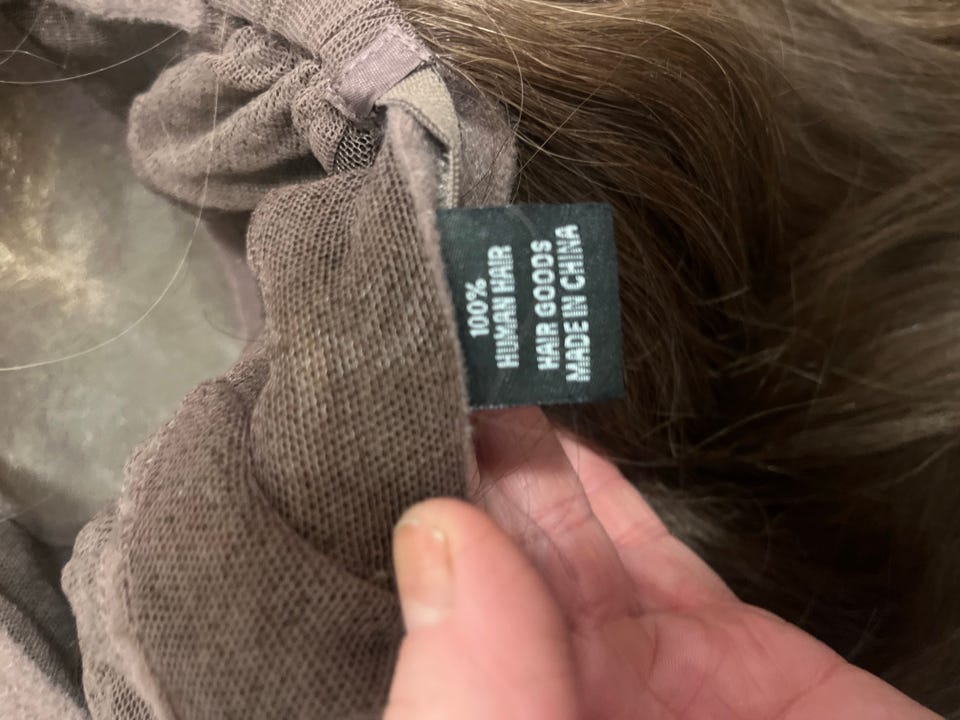 100%
HUMAN HAIR
HAIR GOODS
MADE IN CHINA